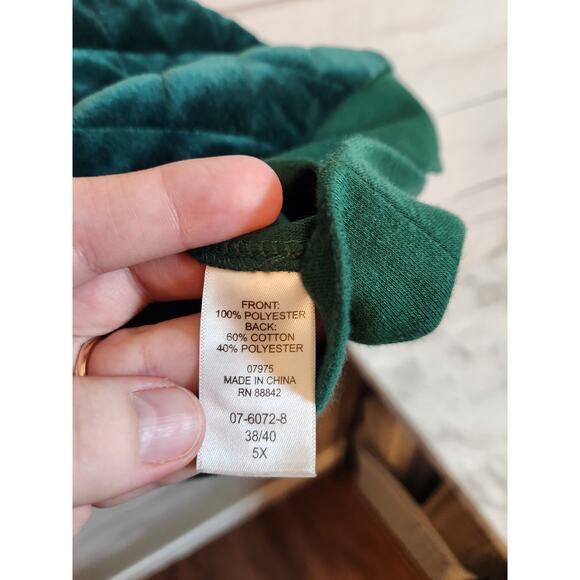 FRONT:
100% POLYESTER
BACK:
60% COTTON
40% POLYESTER
07975
MADE IN CHINA
RN 88842
07-6072-8
38/40
5X